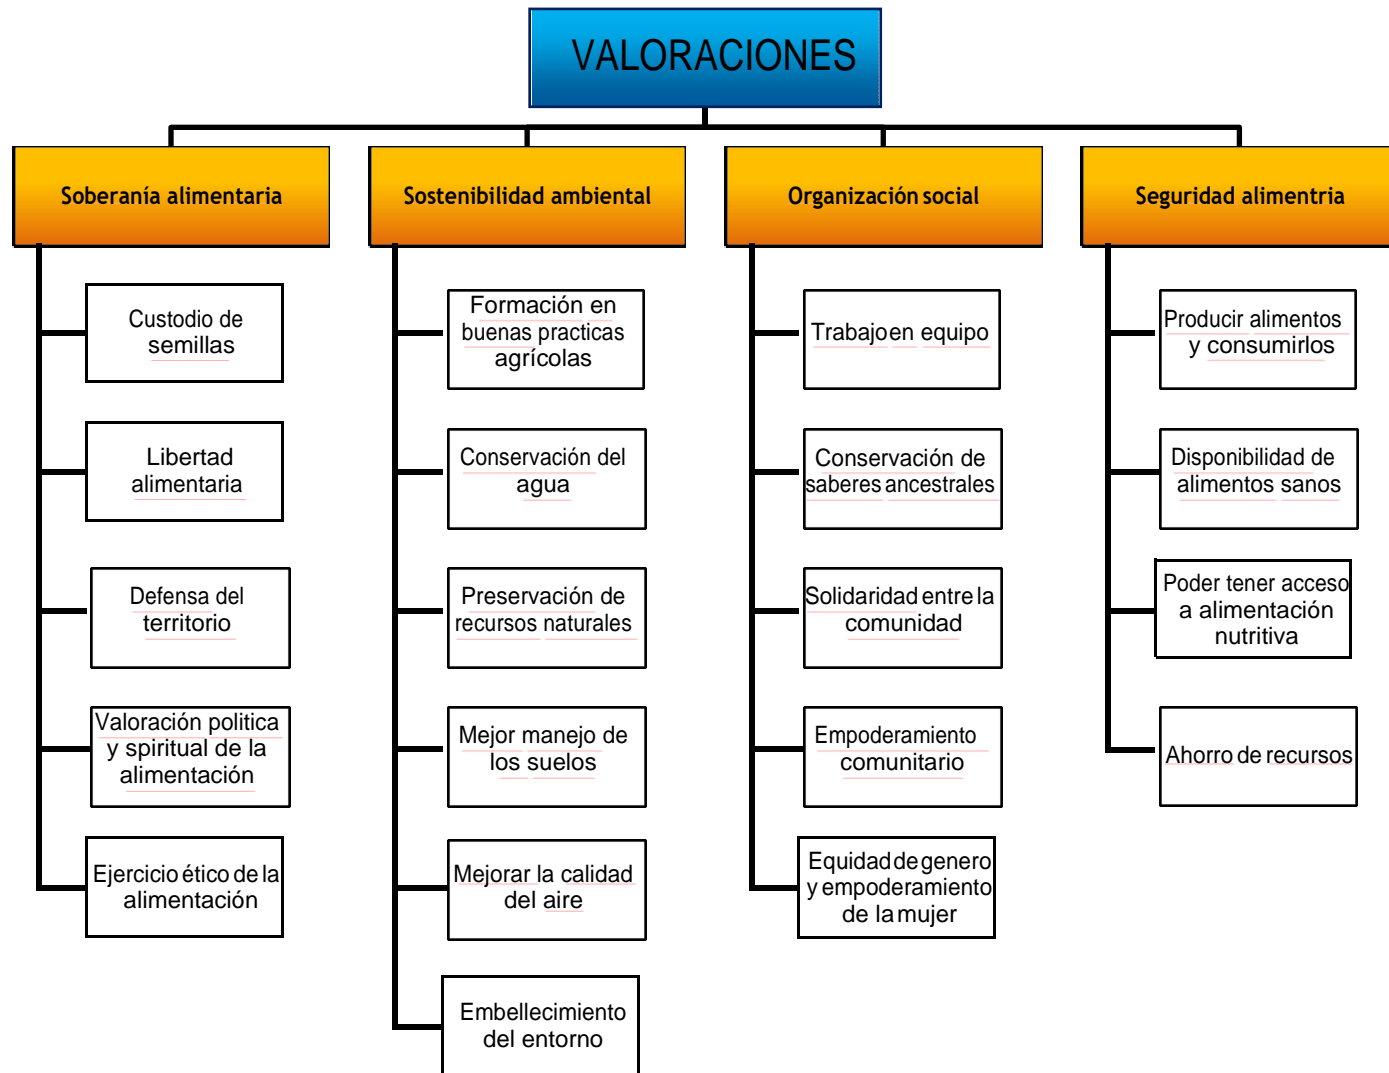 VALORACIONES
Soberanía alimentaria
Custodio de
semillas
Libertad
alimentaria
Defensa del
territorio
Valoración politica
y spiritual de la
alimentación
Ejercicio ético de la
alimentación
Sostenibilidad ambiental
Formación en
buenas practicas
agrícolas
Conservación del
agua
Preservación de
recursos naturales
Mejor manejo de
los suelos
Mejorar la calidad
del aire
Embellecimiento
del entorno
Organización social
Trabajo en equipo
Conservación de
saberes ancestrales
Solidaridad entre la
comunidad
Empoderamiento
comunitario
Equidad de genero
y empoderamiento
de la mujer
Seguridad alimentria
Producir alimentos
y consumirlos
Disponibilidad de
alimentos sanos
Poder tener acceso
a alimentación
nutritiva
Ahorro de recursos